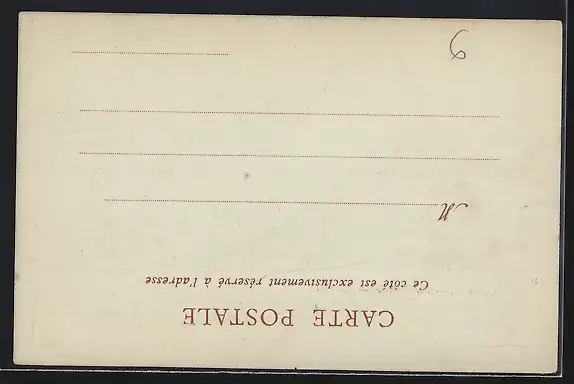 CARTE POSTALE
Ce côté est exclusivement réservé à l'adresse
M